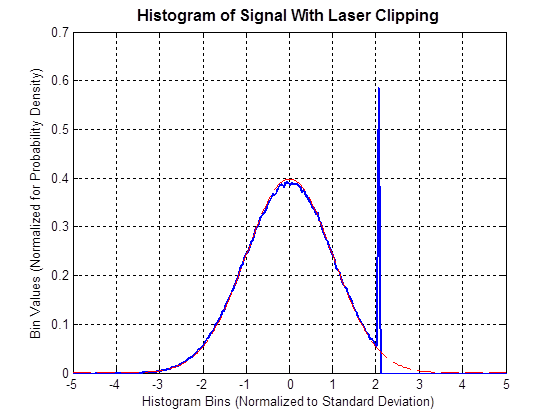 Histogram of Signal With Laser Clipping
0.7
0.6
0.5
0.4
0.3
0.2
0.1
0
Bin Values (Normalized for Probability Density)
-5 -4 -3 -2 -1 0 1 2 3 4 5
Histogram Bins (Normalized to Standard Deviation)